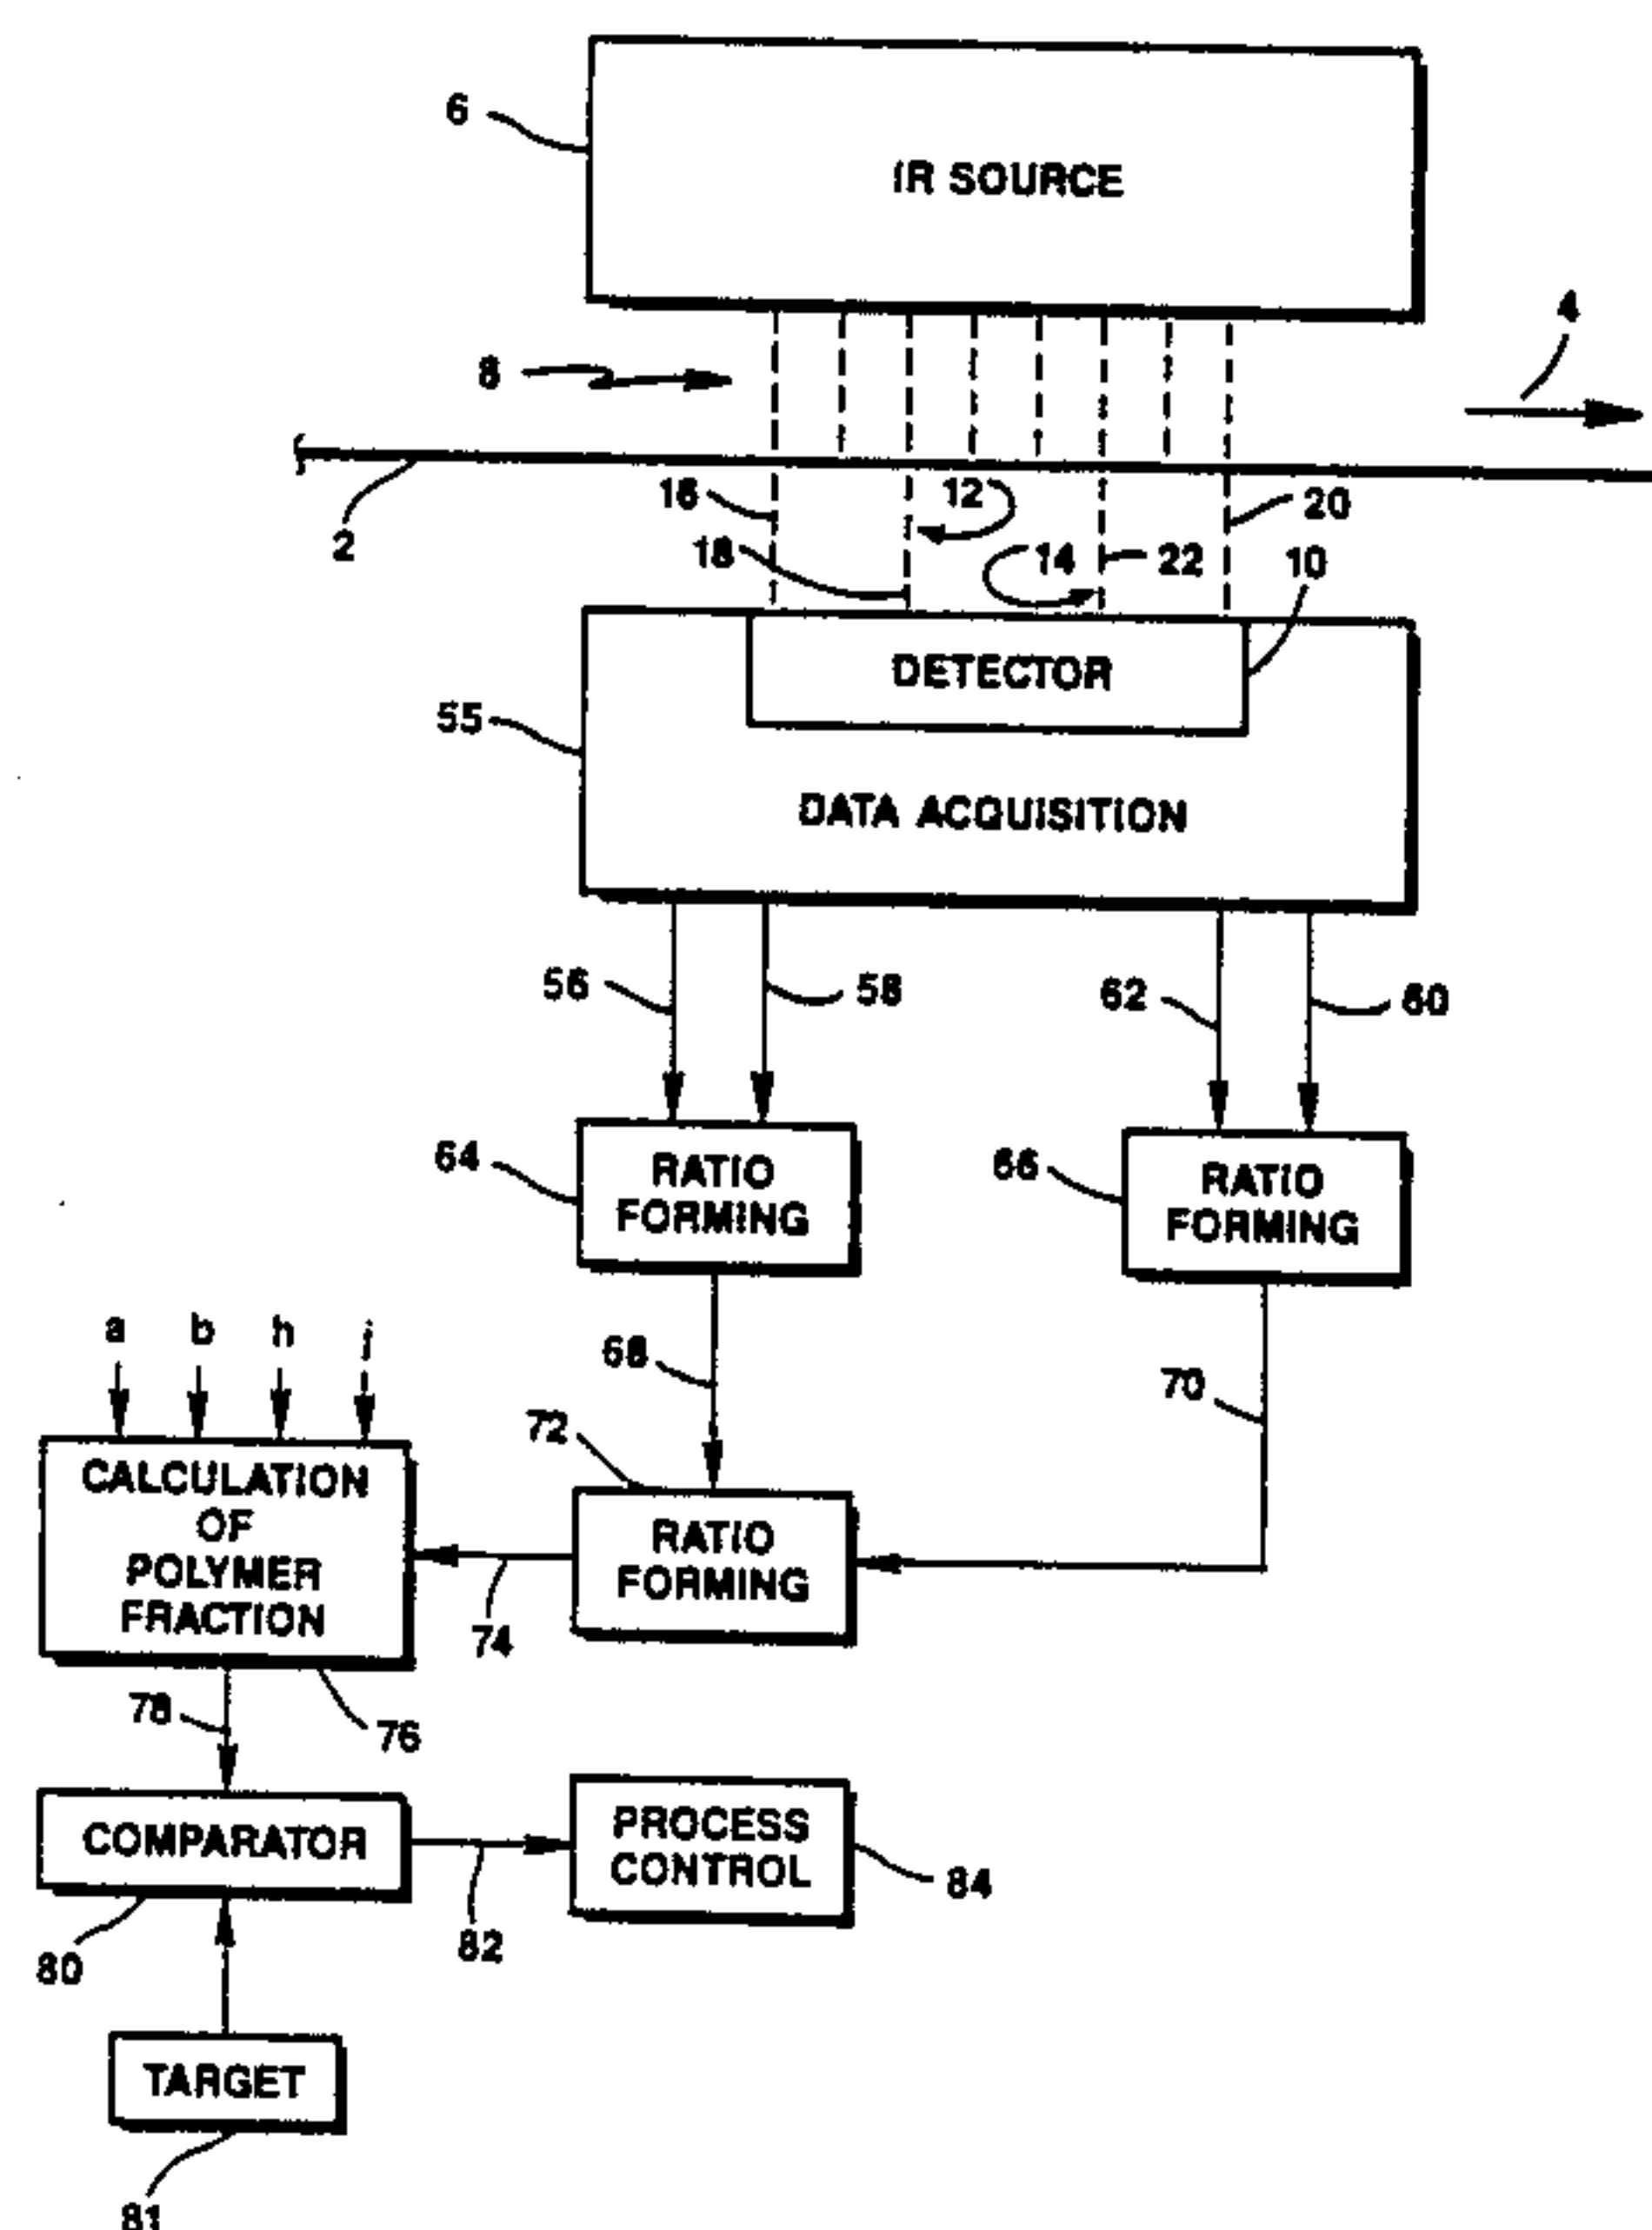 6
IR SOURCE
4
8
2
16
12
20
18
14
22
10
DETECTOR
55
DATA ACQUISITION
56
58
62
60
64
RATIO
FORMING
66
RATIO
FORMING
a
b
h
i
68
70
72
CALCULATION
OF
POLYMER
FRACTION
RATIO
FORMING
74
78
76
COMPARATOR
PROCESS
CONTROL
84
80
82
TARGET
81